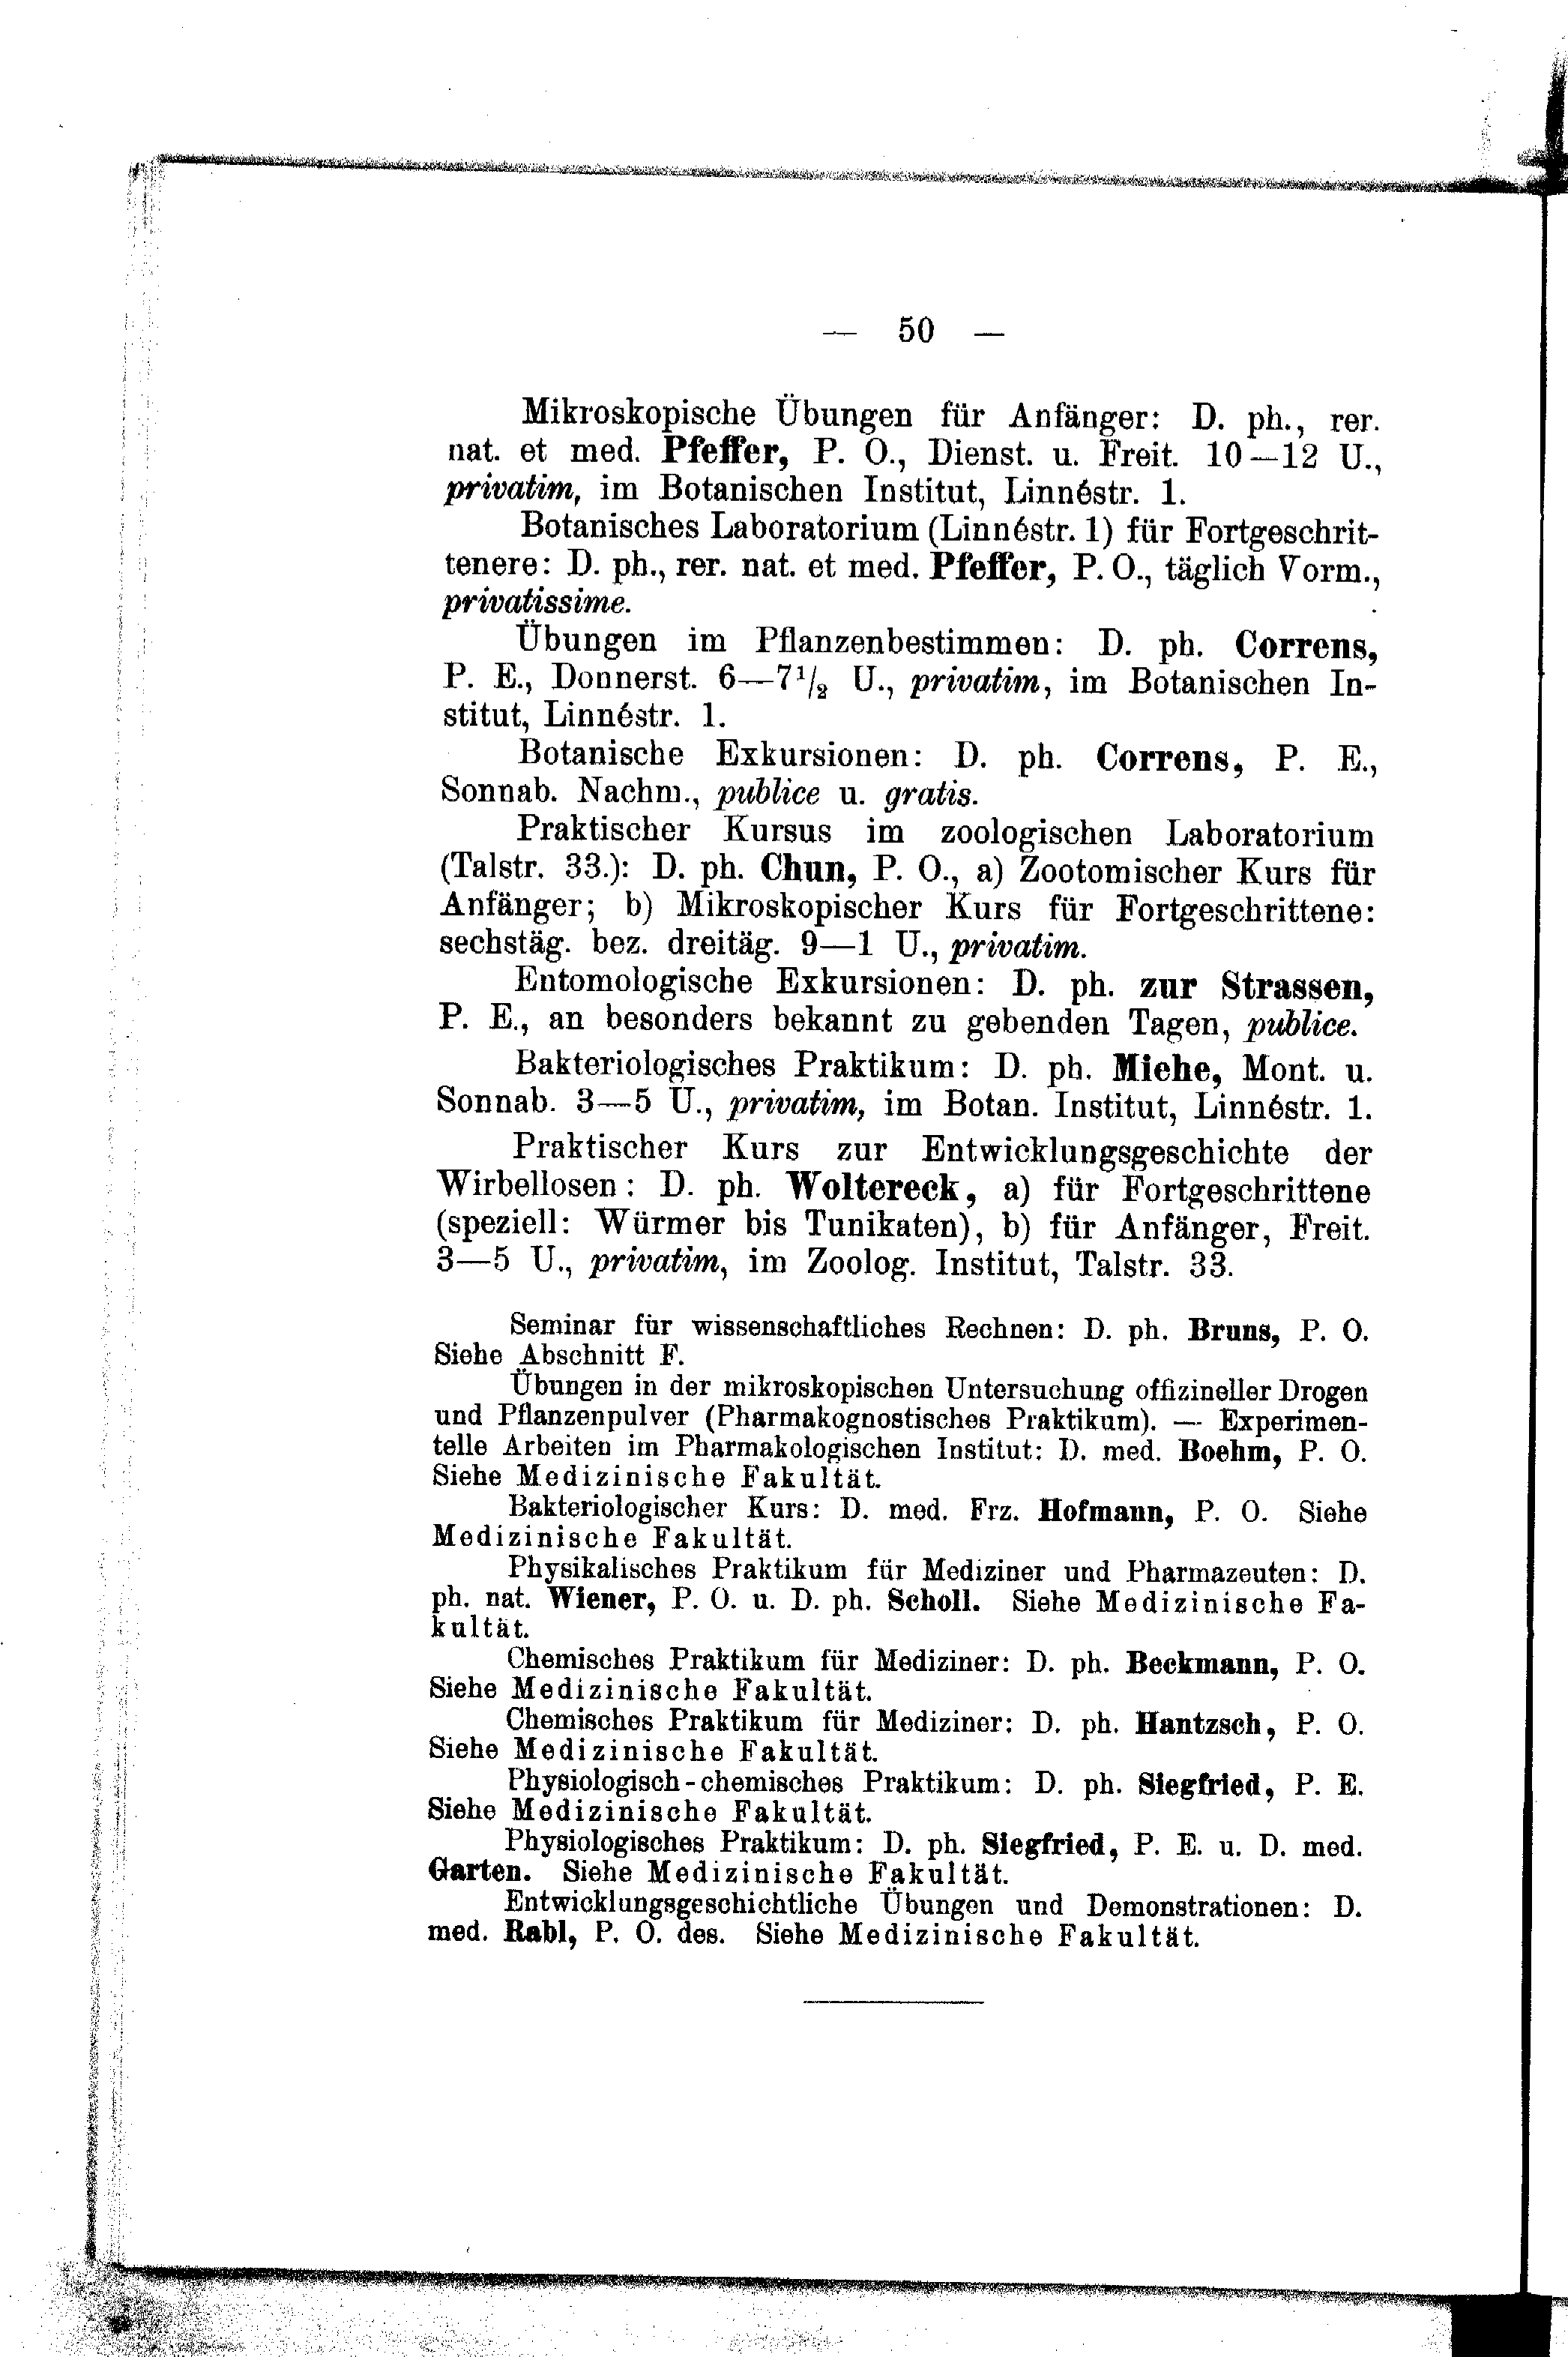 — 50 —
Mikroskopische Übungen für Anfänger: D. ph., rer.
nat. et med. Pfeffer, P. O., Dienst. u. Freit. 10—12 U.,
privatim, im Botanischen Institut, Linnéstr. 1.
Botanisches Laboratorium (Linnéstr. 1) für Fortgeschrit-
tenere: D. ph., rer. nat. et med. Pfeffer, P. O., täglich Vorm.,
privatissime.
Übungen im Pflanzenbestimmen: D. ph. Correns,
P. E., Donnerst. 6—7 1/2 U., privatim, im Botanischen In-
stitut, Linnéstr. 1.
Botanische Exkursionen: D. ph. Correns, P. E.,
Sonnab. Nachm., publice u. gratis.
Praktischer Kursus im zoologischen Laboratorium
(Talstr. 33.): D. ph. Chun, P. O., a) Zootomischer Kurs für
Anfänger; b) Mikroskopischer Kurs für Fortgeschrittene:
sechstäg. bez. dreitäg. 9—1 U., privatim.
Entomologische Exkursionen: D. ph. zur Strassen,
P. E., an besonders bekannt zu gebenden Tagen, publice.
Bakteriologisches Praktikum: D. ph. Miehe, Mont. u.
Sonnab. 3—5 U., privatim, im Botan. Institut, Linnéstr. 1.
Praktischer Kurs zur Entwicklungsgeschichte der
Wirbellosen: D. ph. Woltereck, a) für Fortgeschrittene
(speziell: Würmer bis Tunikaten), b) für Anfänger, Freit.
3—5 U., privatim, im Zoolog. Institut, Talstr. 33.
Seminar für wissenschaftliches Rechnen: D. ph. Bruns, P. O.
Siehe Abschnitt F.
Übungen in der mikroskopischen Untersuchung offizineller Drogen
und Pflanzenpulver (Pharmakognostisches Praktikum). — Experimen-
telle Arbeiten im Pharmakologischen Institut: D. med. Boehm, P. O.
Siehe Medizinische Fakultät.
Bakteriologischer Kurs: D. med. Frz. Hofmann, P. O. Siehe
Medizinische Fakultät.
Physikalisches Praktikum für Mediziner und Pharmazeuten: D.
ph. nat. Wiener, P. O. u. D. ph. Scholl. Siehe Medizinische Fa-
kultät.
Chemisches Praktikum für Mediziner: D. ph. Beckmann, P. O.
Siehe Medizinische Fakultät.
Chemisches Praktikum für Mediziner: D. ph. Hantzsch, P. O.
Siehe Medizinische Fakultät.
Physiologisch-chemisches Praktikum: D. ph. Siegfried, P. E.
Siehe Medizinische Fakultät.
Physiologisches Praktikum: D. ph. Siegfried, P. E. u. D. med.
Garten. Siehe Medizinische Fakultät.
Entwicklungsgeschichtliche Übungen und Demonstrationen: D.
med. Rabl, P. O. des. Siehe Medizinische Fakultät.